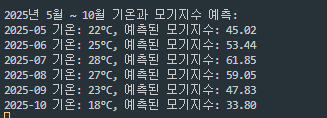 2025년 5월 ~ 10월 기온과 모기지수 예측:
2025-05 기온: 22°C, 예측된 모기지수: 45.02
2025-06 기온: 25°C, 예측된 모기지수: 53.44
2025-07 기온: 28°C, 예측된 모기지수: 61.85
2025-08 기온: 27°C, 예측된 모기지수: 59.05
2025-09 기온: 23°C, 예측된 모기지수: 47.83
2025-10 기온: 18°C, 예측된 모기지수: 33.80